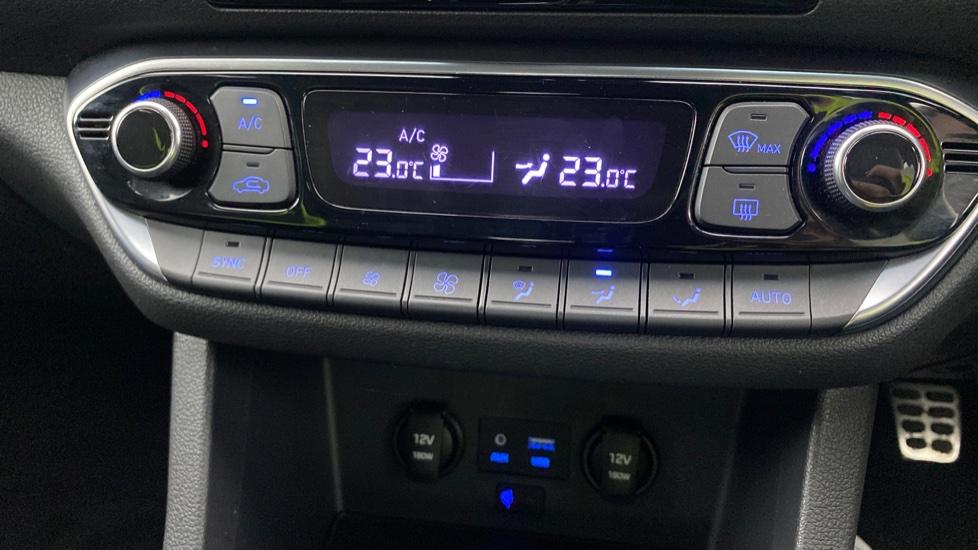 A/C
A/C
23.0°C
23.0°C
MAX
SYNC
OFF
AUTO
12V
180W
AUX
USB
12V
180W